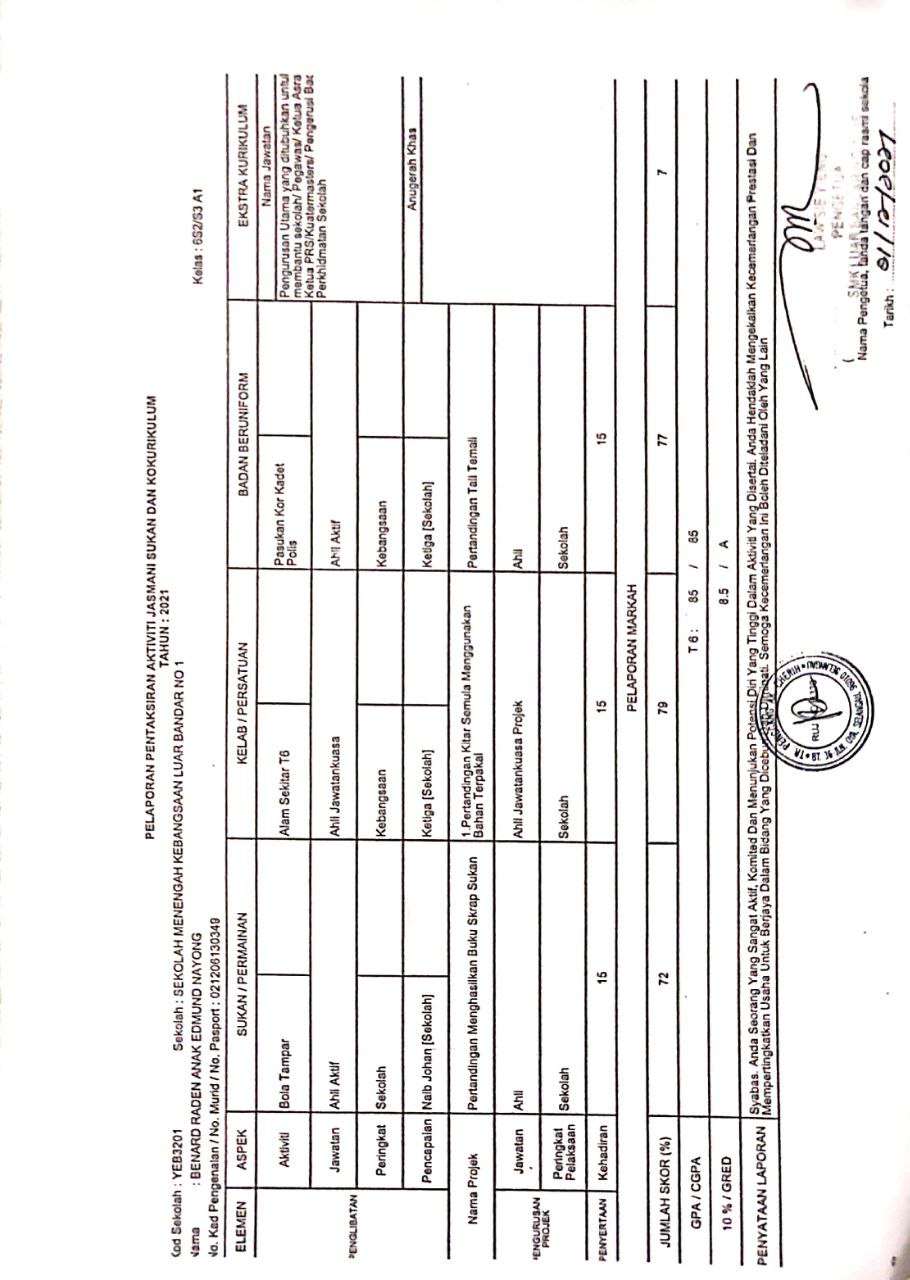 PELAPORAN PENTAKSIRAN AKTIVITI JASMANI SUKAN DAN KOKURIKULUM
TAHUN : 2021
Kod Sekolah : YEB3201 Sekolah : SEKOLAH MENENGAH KEBANGSAAN LUAR BANDAR NO 1
Nama : BENARD RADEN ANAK EDMUND NAYONG
No. Kad Pengenalan / No. Murid / No. Pasport : 021206130349 Kelas : 6S2/S3 A1
ELEMEN ASPEK SUKAN / PERMAINAN KELAB / PERSATUAN BADAN BERUNIFORM EKSTRA KURIKULUM
PENGLIBATAN
Aktiviti Bola Tampar Alam Sekitar T6 Pasukan Kor Kadet
Polis
Nama Jawatan
Pengurusan Utama yang ditubuhkan untuk
membantu sekolah/ Pegawas/ Ketua Asra
Ketua PRS/Kuatermasters/ Pengerusi Bad
Perkhidmatan Sekolah
Jawatan Ahli Aktif Ahli Jawatankuasa Ahli Aktif
Peringkat Sekolah Kebangsaan Kebangsaan
Pencapaian Naib Johan [Sekolah] Ketiga [Sekolah] Ketiga [Sekolah] Anugerah Khas
Nama Projek Pertandingan Menghasilkan Buku Skrap Sukan 1.Pertandingan Kitar Semula Menggunakan
Bahan Terpakai
Pertandingan Tali Temali
PENGURUSAN
PROJEK
Jawatan Ahli Ahli Jawatankuasa Projek Ahli
Peringkat
Pelaksaan
Sekolah Sekolah Sekolah
PENYERTAAN Kehadiran 15 15 15
PELAPORAN MARKAH
JUMLAH SKOR (%) 72 79 77 7
GPA / CGPA T 6 : 85 / 85
10 % / GRED 8.5 / A
PENYATAAN LAPORAN Syabas. Anda Seorang Yang Sangat Aktif, Komited Dan Menunjukan Potensi Diri Yang Tinggi Dalam Aktiviti Yang Disertai. Anda Hendaklah Mengekalkan Kecemerlangan Prestasi Dan
Mempertingkatkan Usaha Untuk Berjaya Dalam Bidang Yang Diceburi Semoga Kecemerlangan Ini Boleh Diteladani Oleh Yang Lain
PENGETUA
SMK LUAR
(
Nama Pengetua, tanda tangan dan cap rasmi sekola
Tarikh : 01/12/2021